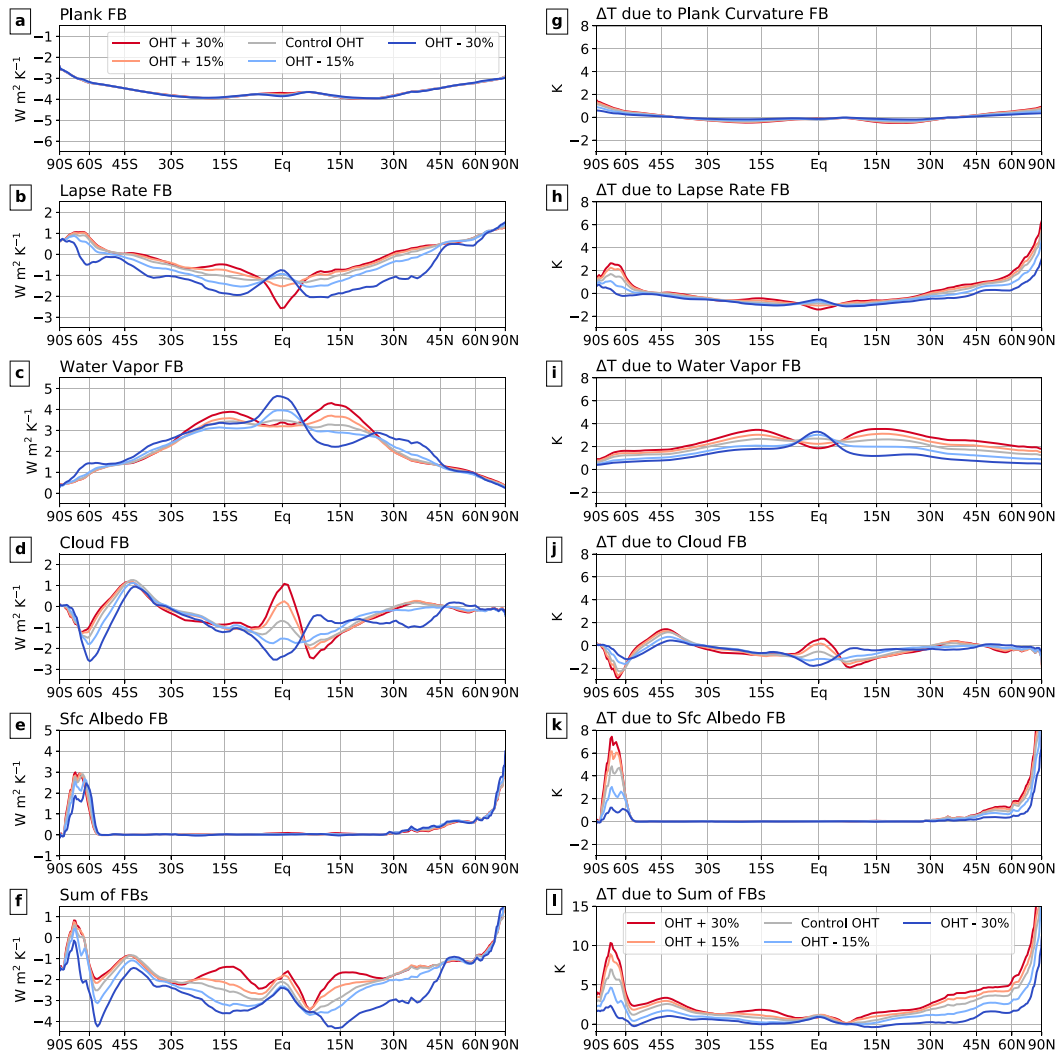 a Plank FB
OHT + 30% Control OHT OHT - 30%
OHT + 15% OHT - 15%
W m² K⁻¹
−1
−2
−3
−4
−5
−6
90S 60S 45S 30S 15S Eq 15N 30N 45N 60N 90N
g ΔT due to Plank Curvature FB
K
8
6
4
2
0
−2
90S 60S 45S 30S 15S Eq 15N 30N 45N 60N 90N
b Lapse Rate FB
W m² K⁻¹
2
1
0
−1
−2
−3
90S 60S 45S 30S 15S Eq 15N 30N 45N 60N 90N
h ΔT due to Lapse Rate FB
K
8
6
4
2
0
−2
90S 60S 45S 30S 15S Eq 15N 30N 45N 60N 90N
c Water Vapor FB
W m² K⁻¹
5
4
3
2
1
0
90S 60S 45S 30S 15S Eq 15N 30N 45N 60N 90N
i ΔT due to Water Vapor FB
K
8
6
4
2
0
−2
90S 60S 45S 30S 15S Eq 15N 30N 45N 60N 90N
d Cloud FB
W m² K⁻¹
2
1
0
−1
−2
−3
90S 60S 45S 30S 15S Eq 15N 30N 45N 60N 90N
j ΔT due to Cloud FB
K
8
6
4
2
0
−2
90S 60S 45S 30S 15S Eq 15N 30N 45N 60N 90N
e Sfc Albedo FB
W m² K⁻¹
5
4
3
2
1
0
−1
90S 60S 45S 30S 15S Eq 15N 30N 45N 60N 90N
k ΔT due to Sfc Albedo FB
K
8
6
4
2
0
−2
90S 60S 45S 30S 15S Eq 15N 30N 45N 60N 90N
f Sum of FBs
W m² K⁻¹
1
0
−1
−2
−3
−4
90S 60S 45S 30S 15S Eq 15N 30N 45N 60N 90N
l ΔT due to Sum of FBs
OHT + 30% Control OHT OHT - 30%
OHT + 15% OHT - 15%
K
15
10
5
0
90S 60S 45S 30S 15S Eq 15N 30N 45N 60N 90N